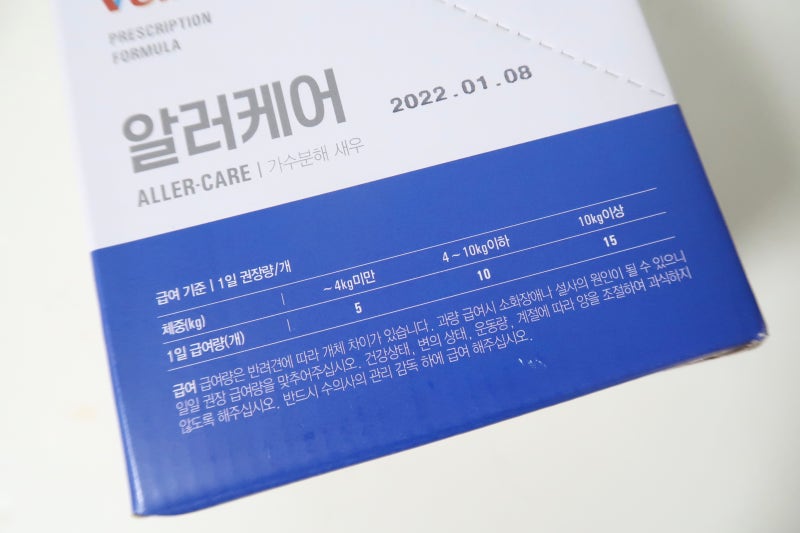 PRESCRIPTION
FORMULA
알러케어
2022.01.08
ALLER-CARE | 가수분해 새우
급여 기준 | 1일 권장량/개
체중(kg) | ~4kg미만 4~10kg이하 10kg이상
1일 급여량(개) | 5 10 15
급여 급여량은 반려견에 따라 개체 차이가 있습니다. 과량 급여시 소화장애나 설사의 원인이 될 수 있으니
일일 권장 급여량을 맞추어주십시오. 건강상태, 변의 상태, 운동량, 계절에 따라 양을 조절하여 과식하지
않도록 해주십시오. 반드시 수의사의 관리 감독 하에 급여 해주십시오.